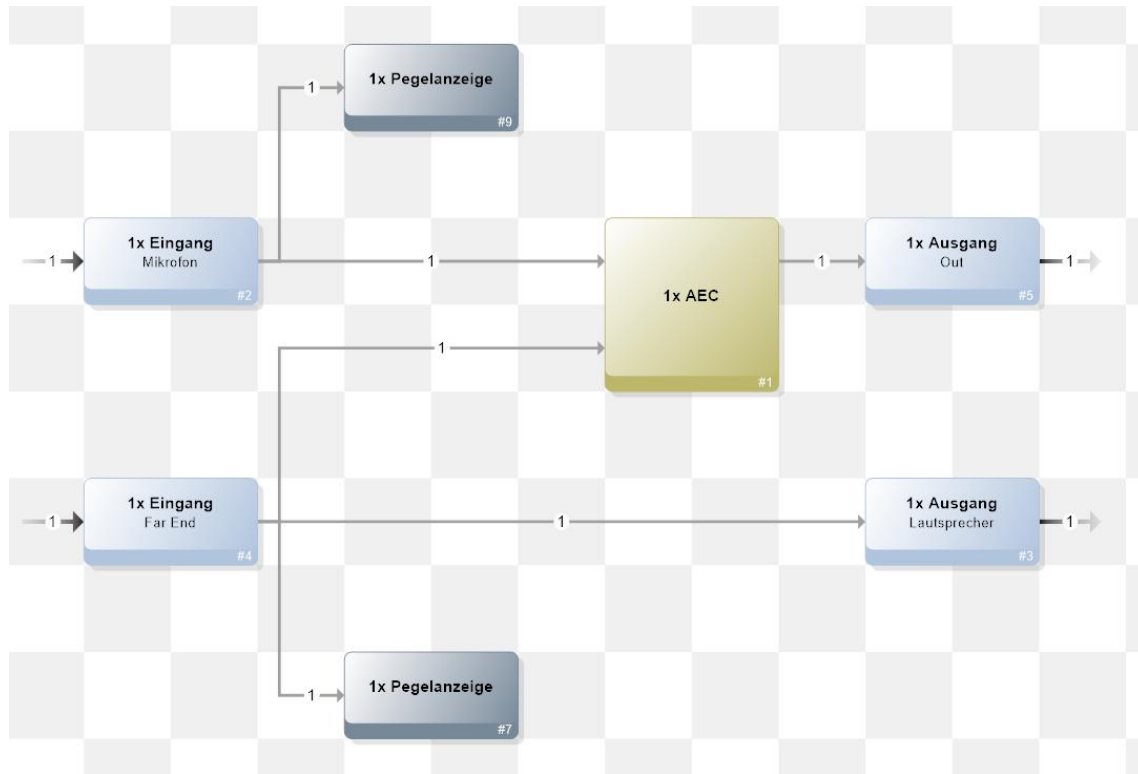 1x Pegelanzeige
1
#9
1
1x Eingang
Mikrofon
#2
1
1x AEC
#1
1
1x Ausgang
Out
#5
1
1
1
1x Eingang
Far End
#4
1
1x Ausgang
Lautsprecher
#3
1
1
1x Pegelanzeige
#7